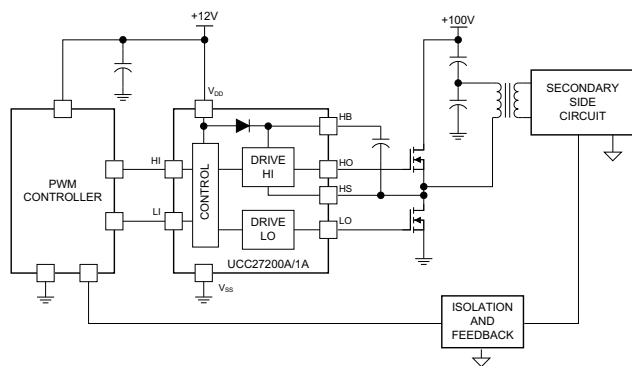 +12V
+100V
V_DD
SECONDARY
SIDE
CIRCUIT
HB
HI
DRIVE
HI
HO
PWM
CONTROLLER
CONTROL
HS
LI
DRIVE
LO
LO
UCC27200A/1A
V_SS
ISOLATION
AND
FEEDBACK